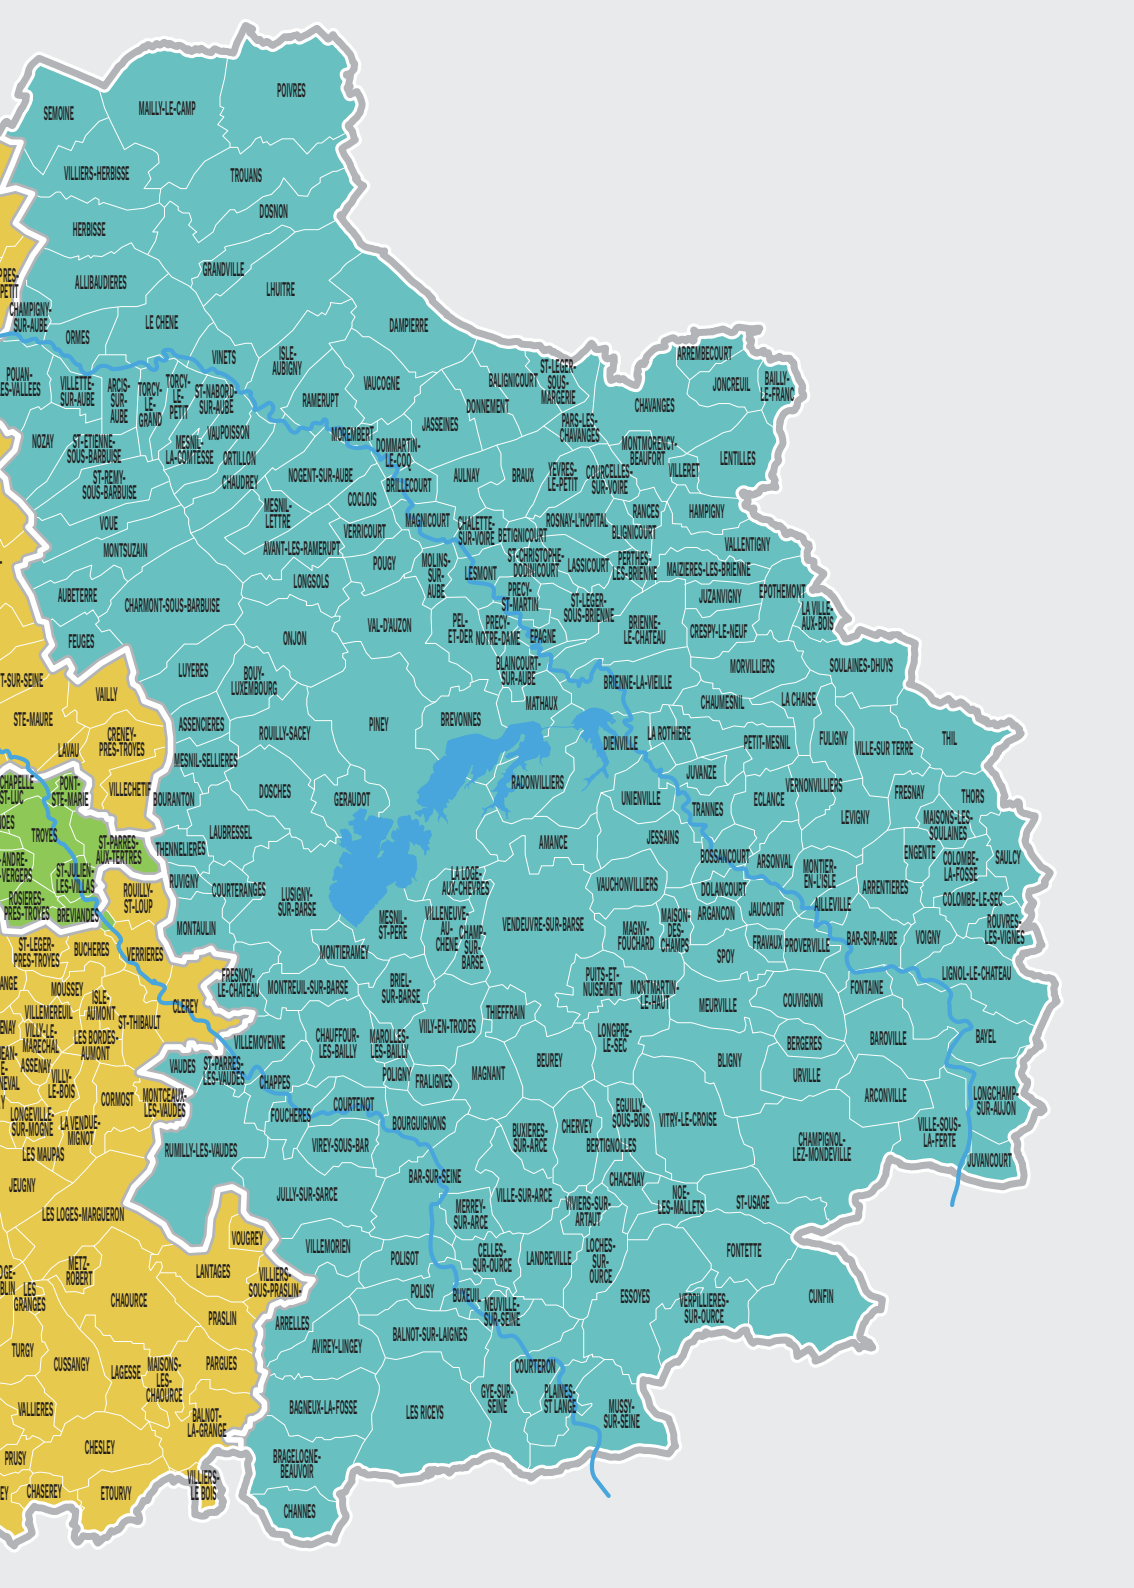 POIVRES
MAILLY-LE-CAMP
SEMOINE
VILLIERS-HERBISSE
TROUANS
DOSNON
HERBISSE
GRANDVILLE
ALLIBAUDIERES
LHUITRE
CHAMPIGNY-
SUR-AUBE
LE CHENE
DAMPIERRE
ORMES
VINETS
ISLE-
AUBIGNY
ARREMBECOURT
POUAN-
ES-VALLEES
VILLETTE-
SUR-AUBE
ARCIS-
SUR-
AUBE
TORCY-
LE-
GRAND
TORCY-
LE-
PETIT
ST-NABORD-
SUR-AUBE
RAMERUPT
VAUCOGNE
BALIGNICOURT
ST-LEGER-
SOUS-
MARGERIE
JONCREUIL
BAILLY-
LE-FRANC
DONNEMENT
CHAVANGES
JASSEINES
PARS-LES-
CHAVANGES
NOZAY
ST-ETIENNE-
SOUS-BARBUISE
MESNIL-
LA-COMTESSE
VAUPOISSON
ORTILLON
MOREMBERT
DOMMARTIN-
LE-COQ
MONTMORENCY-
BEAUFORT
VILLERET
LENTILLES
ST-REMY-
SOUS-BARBUISE
CHAUDREY
NOGENT-SUR-AUBE
BRILLECOURT
AULNAY
BRAUX
YEVRES-
LE-PETIT
COURCELLES-
SUR-VOIRE
COCLOIS
MESNIL-
LETTRE
VOUE
VERRICOURT
MAGNICOURT
CHALETTE-
SUR-VOIRE
BETIGNICOURT
ROSNAY-L'HOPITAL
RANCES
BLIGNICOURT
HAMPIGNY
MONTSUZAIN
AVANT-LES-RAMERUPT
POUGY
MOLINS-
SUR-
AUBE
LESMONT
ST-CHRISTOPHE-
DODINICOURT
LASSICOURT
PERTHES-
LES-BRIENNE
VALLENTIGNY
MAIZIERES-LES-BRIENNE
LONGSOLS
AUBETERRE
CHARMONT-SOUS-BARBUISE
PRECY-
ST-MARTIN
ST-LEGER-
SOUS-BRIENNE
JUZANVIGNY
EPOTHEMONT
LA VILLE-
AUX-BOIS
FEUGES
ONJON
VAL-D'AUZON
PEL-
ET-DER
PRECY-
NOTRE-DAME
EPAGNE
BRIENNE-
LE-CHATEAU
CRESPY-LE-NEUF
LUYERES
BOUY-
LUXEMBOURG
BLAINCOURT-
SUR-AUBE
MORVILLIERS
SOULAINES-DHUYS
T-SUR-SEINE
VAILLY
BRIENNE-LA-VIEILLE
MATHAUX
CHAUMESNIL
LA CHAISE
STE-MAURE
ASSENCIERES
ROUILLY-SACEY
PINEY
BREVONNES
LAVAU
CRENEY-
PRES-TROYES
DIENVILLE
LA ROTHIERE
PETIT-MESNIL
FULIGNY
VILLE-SUR TERRE
THIL
MESNIL-SELLIERES
CHAPELLE
ST-LUC
PONT-
STE-MARIE
VILLECHETIF
BOURANTON
DOSCHES
GERAUDOT
RADONVILLIERS
JUVANZE
UNIENVILLE
VERNONVILLIERS
ECLANCE
FRESNAY
THORS
TRANNES
TROYES
LAUBRESSEL
LEVIGNY
MAISONS-LES-
SOULAINES
ST-PARRES-
AUX-TERTRES
THENNELIERES
AMANCE
JESSAINS
BOSSANCOURT
ARSONVAL
MONTIER-
EN-L'ISLE
ENGENTE
COLOMBE-
LA-FOSSE
SAULCY
ANDRE-
VERGERS
ST-JULIEN-
LES-VILLAS
RUVIGNY
COURTERANGES
LUSIGNY-
SUR-BARSE
LA LOGE-
AUX-CHEVRES
VAUCHONVILLIERS
DOLANCOURT
ARRENTIERES
COLOMBE-LE-SEC
ROSIERES-
PRES-TROYES
BREVIANDES
ROUILLY-
ST-LOUP
MONTAULIN
MESNIL-
ST-PERE
VILLENEUVE-
AU-
CHENE
CHAMP-
SUR-
BARSE
VENDEUVRE-SUR-BARSE
MAGNY-
FOUCHARD
MAISON-
DES-
CHAMPS
ARGANCON
JAUCOURT
AILLEVILLE
ROUVRES-
LES-VIGNES
ST-LEGER-
PRES-TROYES
BUCHERES
VERRIERES
MONTIERAMEY
SPOY
FRAVAUX
PROVERVILLE
BAR-SUR-AUBE
VOIGNY
LIGNOL-LE-CHATEAU
MOUSSEY
FRESNOY-
LE-CHATEAU
MONTREUIL-SUR-BARSE
BRIEL-
SUR-BARSE
PUITS-ET-
NUISEMENT
MONTMARTIN-
LE-HAUT
FONTAINE
ISLE-
AUMONT
CLEREY
MEURVILLE
COUVIGNON
VILLEMEREUIL
ST-THIBAULT
THIEFFRAIN
VILLY-LE-
MARECHAL
LES BORDES-
AUMONT
VILLEMOYENNE
CHAUFFOUR-
LES-BAILLY
MAROLLES-
LES-BAILLY
VIILY-EN-TRODES
LONGPRE-
LE-SEC
BERGERES
BAROVILLE
BAYEL
ASSENAY
VAUDES
ST-PARRES-
LES-VAUDES
POLIGNY
FRALIGNES
MAGNANT
BEUREY
BLIGNY
URVILLE
VILLY-
LE-BOIS
CHAPPES
CORMOST
MONTCEAUX-
LES-VAUDES
FOUCHERES
COURTENOT
BOURGUIGNONS
EGUILLY-
SOUS-BOIS
VITRY-LE-CROISE
ARCONVILLE
LONGCHAMP-
SUR-AUJON
LONGEVILLE-
SUR-MOGNE
LA VENDUE-
MIGNOT
LES MAUPAS
RUMILLY-LES-VAUDES
VIREY-SOUS-BAR
BUXIERES-
SUR-ARCE
CHERVEY
BERTIGNOLLES
CHAMPIGNOL-
LEZ-MONDEVILLE
VILLE-SOUS-
LA-FERTE
JUVANCOURT
JEUGNY
BAR-SUR-SEINE
CHACENAY
JULLY-SUR-SARCE
MERREY-
SUR-ARCE
VILLE-SUR-ARCE
VIVIERS-SUR-
ARTAUT
NOE-
LES-MALLETS
ST-USAGE
LES LOGES-MARGUERON
VOUGREY
VILLEMORIEN
POLISOT
CELLES-
SUR-OURCE
LANDREVILLE
LOCHES-
SUR-
OURCE
FONTETTE
METZ-
ROBERT
LANTAGES
VILLIERS-
SOUS-PRASLIN-
POLISY
BUXEUIL
NEUVILLE-
SUR-SEINE
ESSOYES
VERPILLIERES-
SUR-OURCE
CUNFIN
LES
GRANGES
CHAOURCE
PRASLIN
ARRELLES
AVIREY-LINGEY
BALNOT-SUR-LAIGNES
TURGY
CUSSANGY
LAGESSE
MAISONS-
LES-
CHAOURCE
PARGUES
COURTERON
VALLIERES
BALNOT-
LA-GRANGE
BAGNEUX-LA-FOSSE
LES RICEYS
GYE-SUR-
SEINE
PLAINES-
ST LANGE
MUSSY-
SUR-SEINE
CHESLEY
PRUSY
BRAGELOGNE-
BEAUVOIR
VILLIERS-
LE BOIS
CHASEREY
ETOURVY
CHANNES